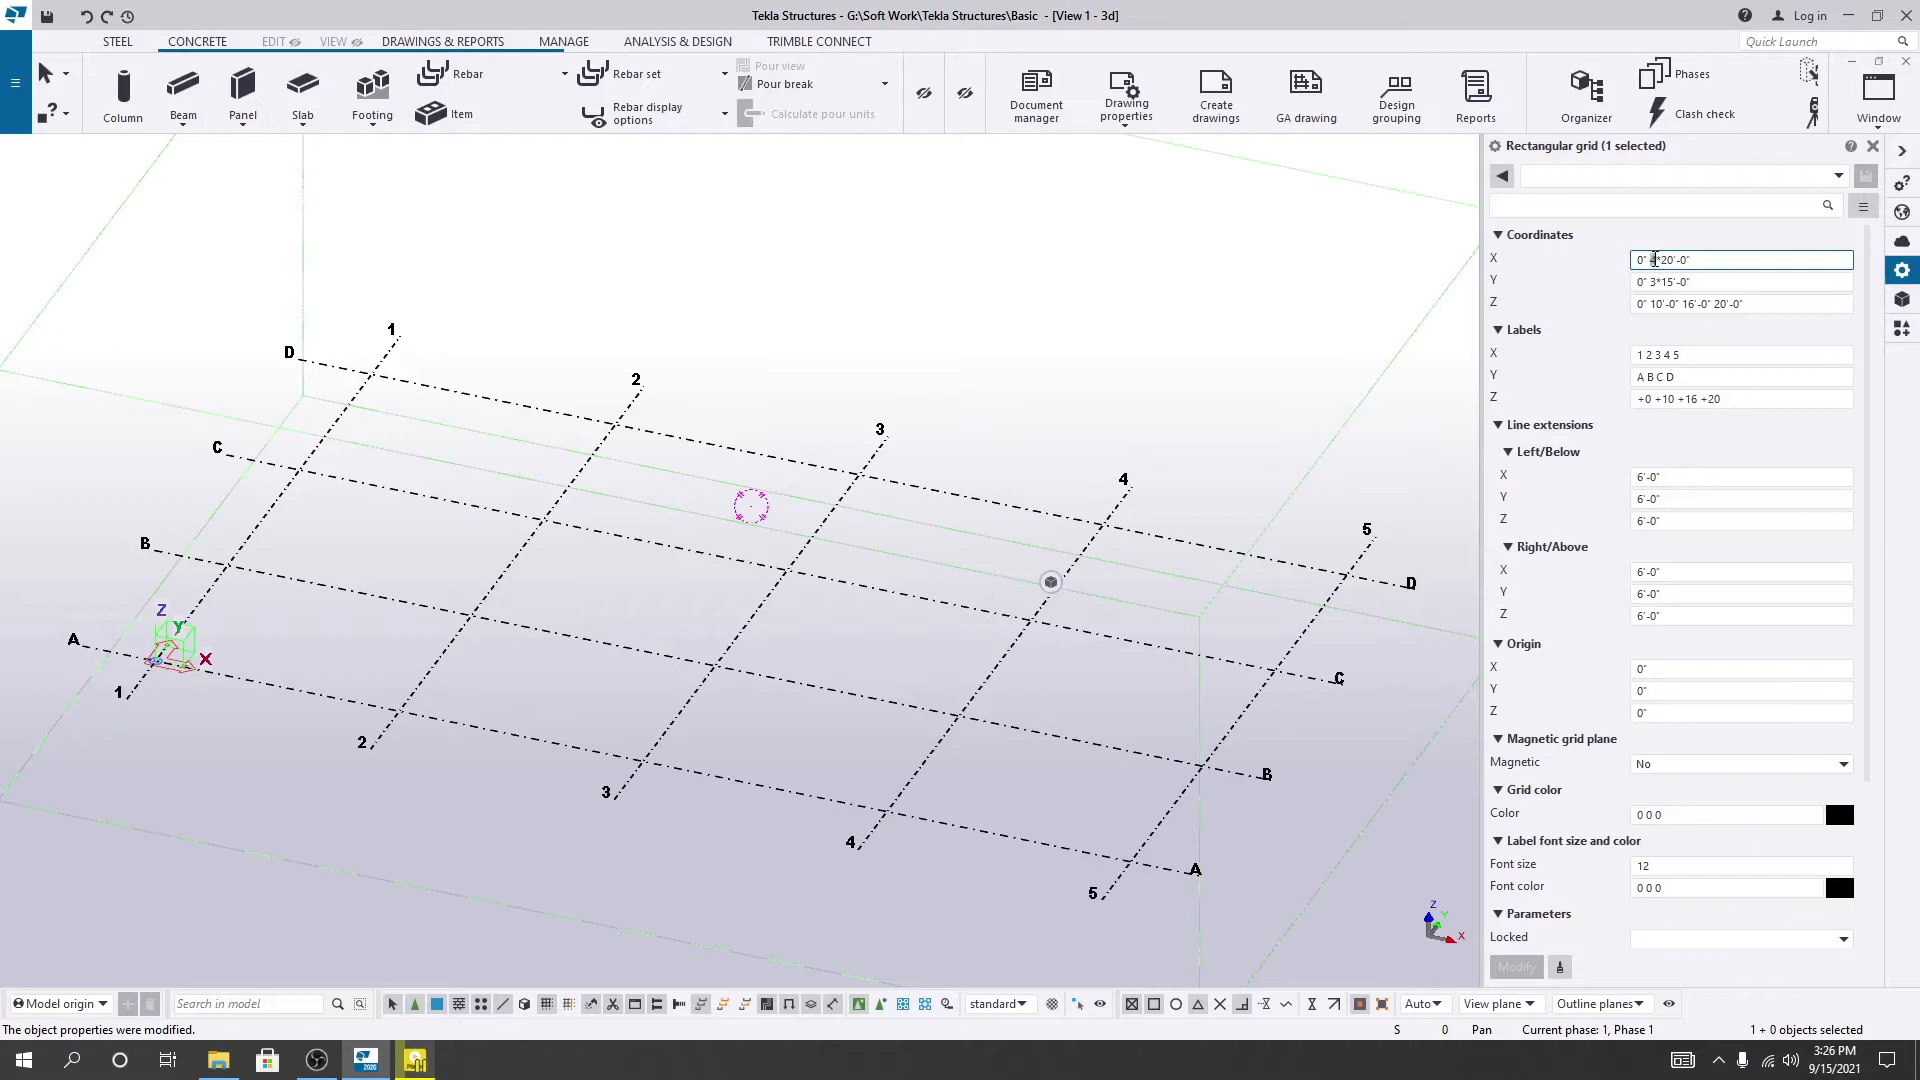 Tekla Structures - G:\Soft Work\Tekla Structures\Basic - [View 1 - 3d]
Log in
STEEL CONCRETE EDIT VIEW DRAWINGS & REPORTS MANAGE ANALYSIS & DESIGN TRIMBLE CONNECT
Quick Launch
Column
Beam
Panel
Slab
Footing
Rebar
Item
Rebar set
Rebar display
options
Pour view
Pour break
Calculate pour units
Document
manager
Drawing
properties
Create
drawings
GA drawing
Design
grouping
Reports
Organizer
Phases
Clash check
Window
Rectangular grid (1 selected)
Coordinates
X 0" 4*20'-0"
Y 0" 3*15'-0"
Z 0" 10'-0" 16'-0" 20'-0"
Labels
X 1 2 3 4 5
Y A B C D
Z +0 +10 +16 +20
Line extensions
Left/Below
X 6'-0"
Y 6'-0"
Z 6'-0"
Right/Above
X 6'-0"
Y 6'-0"
Z 6'-0"
Origin
X 0"
Y 0"
Z 0"
Magnetic grid plane
Magnetic No
Grid color
Color 0 0 0
Label font size and color
Font size 12
Font color 0 0 0
Parameters
Locked
Modify
1
D
2
C
3
4
5
B
D
Z
Y
A
X
1
C
2
B
3
4
A
5
Z
Y
X
Model origin
Search in model
standard
Auto
View plane
Outline planes
The object properties were modified.
S 0 Pan Current phase: 1, Phase 1 1 + 0 objects selected
2020
3:26 PM
9/15/2021